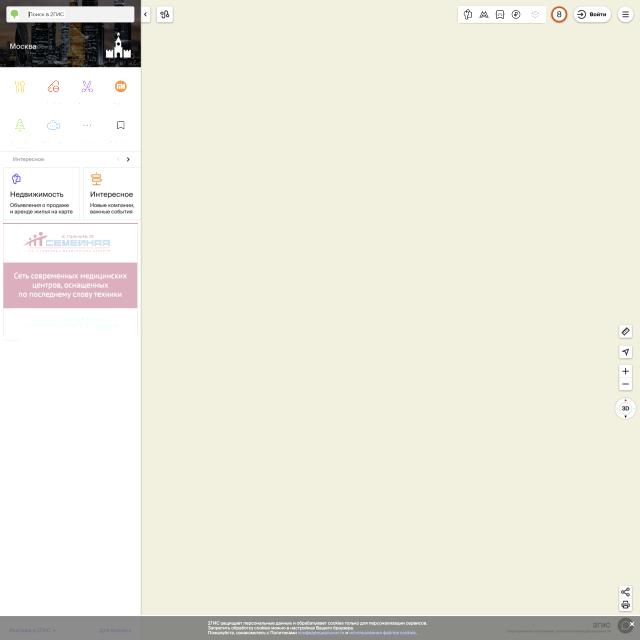 Поиск в 2ГИС
8
Войти
Москва
Интересное
Недвижимость
Объявления о продаже
и аренде жилья на карте
Интересное
Новые компании,
важные события
СЕМЕЙНАЯ
Сеть современных медицинских
центров, оснащенных
по последнему слову техники
3D
2ГИС защищает персональные данные и обрабатывает cookies только для персонализации сервисов.
Запретить обработку cookies можно в настройках Вашего браузера.
Пожалуйста, ознакомьтесь с Политиками конфиденциальности и использования файлов cookies.
Реклама в 2ГИС
Для бизнеса
2ГИС